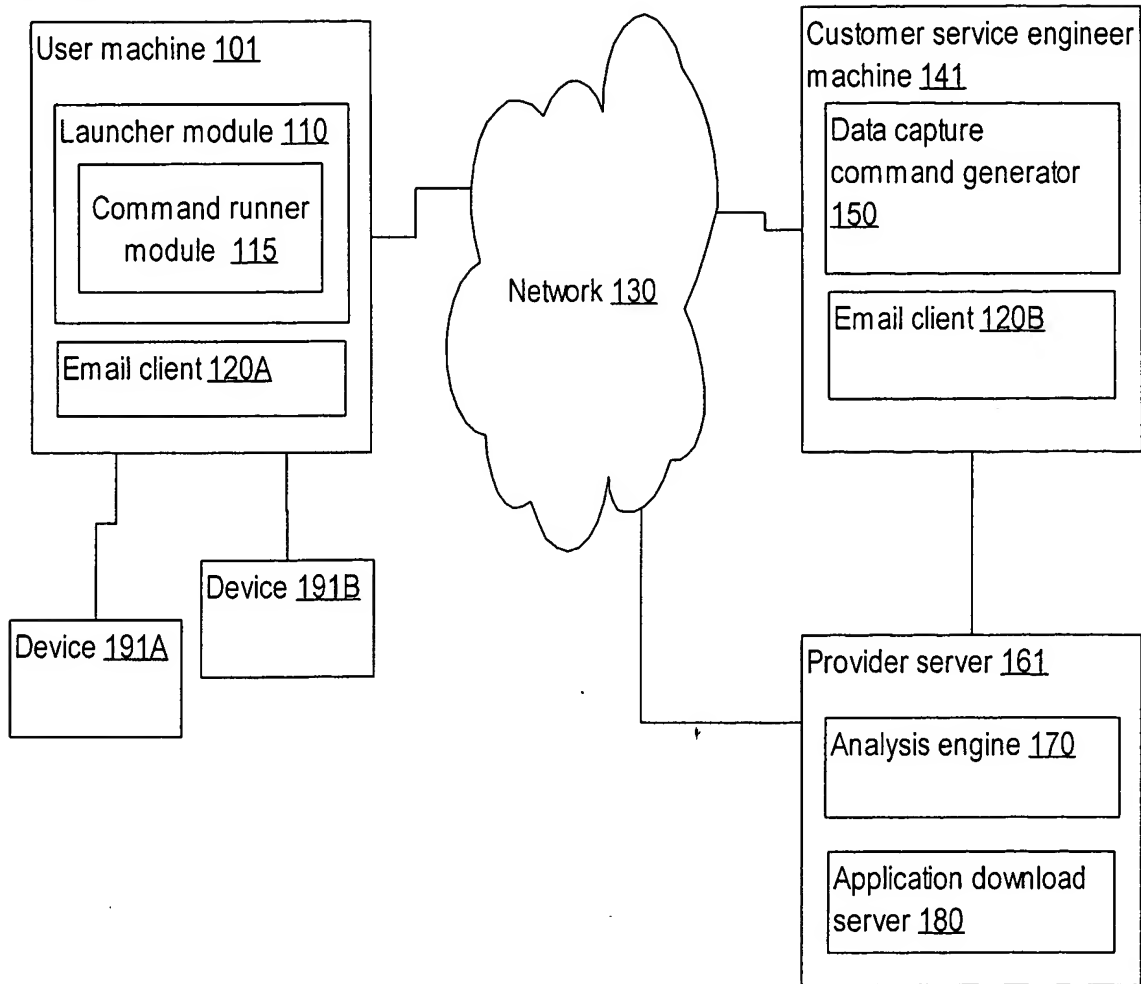 User machine 101
Launcher module 110
Command runner
module 115
Email client 120A
Device 191A
Device 191B
Network 130
Customer service engineer
machine 141
Data capture
command generator
150
Email client 120B
Provider server 161
Analysis engine 170
Application download
server 180